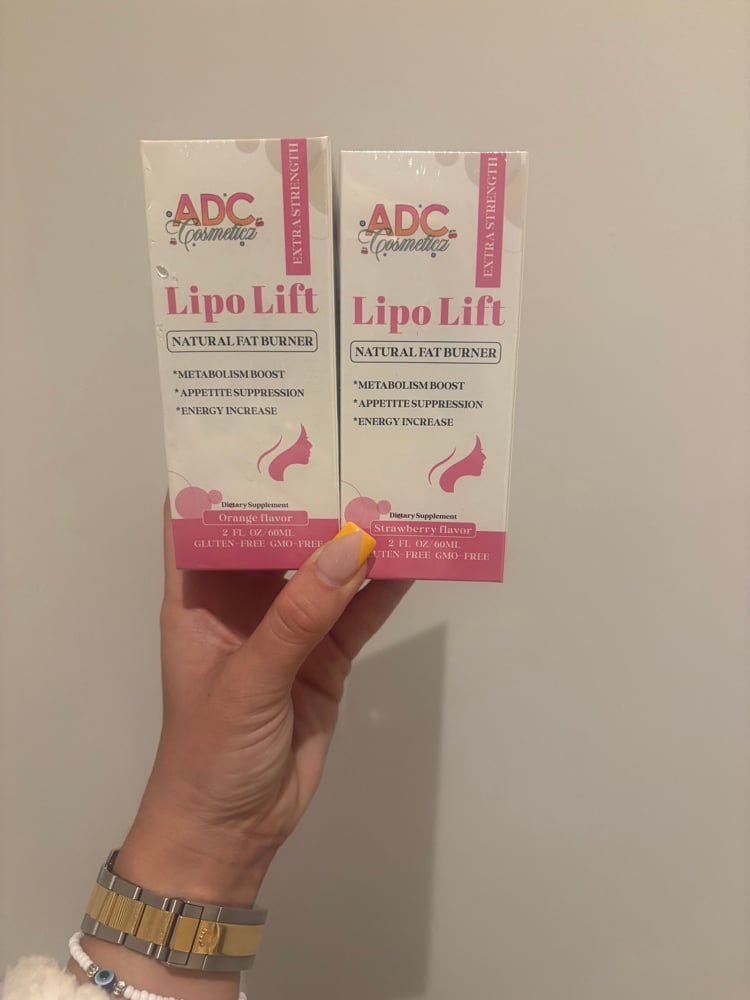 EXTRA STRENGTH
ADC
Cosmeticz
Lipo Lift
NATURAL FAT BURNER
*METABOLISM BOOST
*APPETITE SUPPRESSION
*ENERGY INCREASE
Dietary Supplement
Orange flavor
2 FL OZ/60ML
GLUTEN-FREE GMO-FREE
EXTRA STRENGTH
ADC
Cosmeticz
Lipo Lift
NATURAL FAT BURNER
*METABOLISM BOOST
*APPETITE SUPPRESSION
*ENERGY INCREASE
Dietary Supplement
Strawberry flavor
2 FL OZ/60ML
UTEN-FREE GMO-FREE